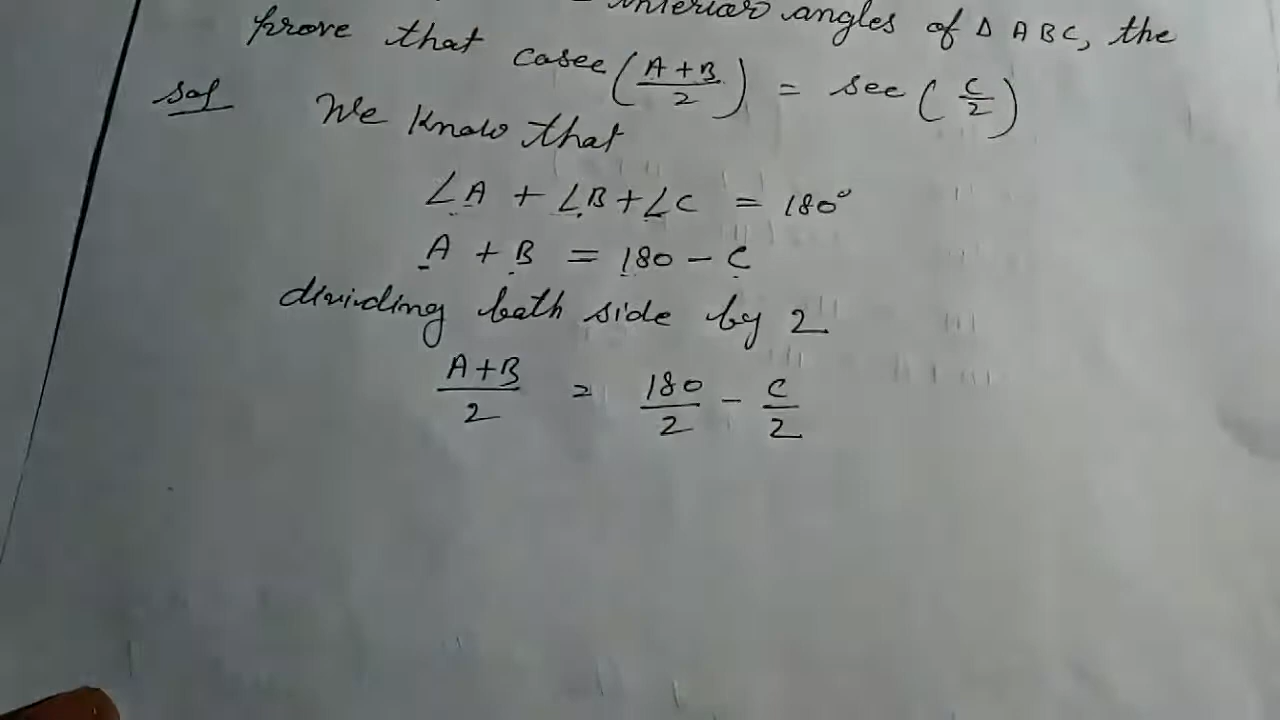 interior angles of Δ ABC, the
prove that cosec (A+B/2) = sec (C/2)
Sol We know that
∠A + ∠B + ∠C = 180°
A + B = 180 - C
dividing both side by 2
A+B/2 = 180/2 - C/2